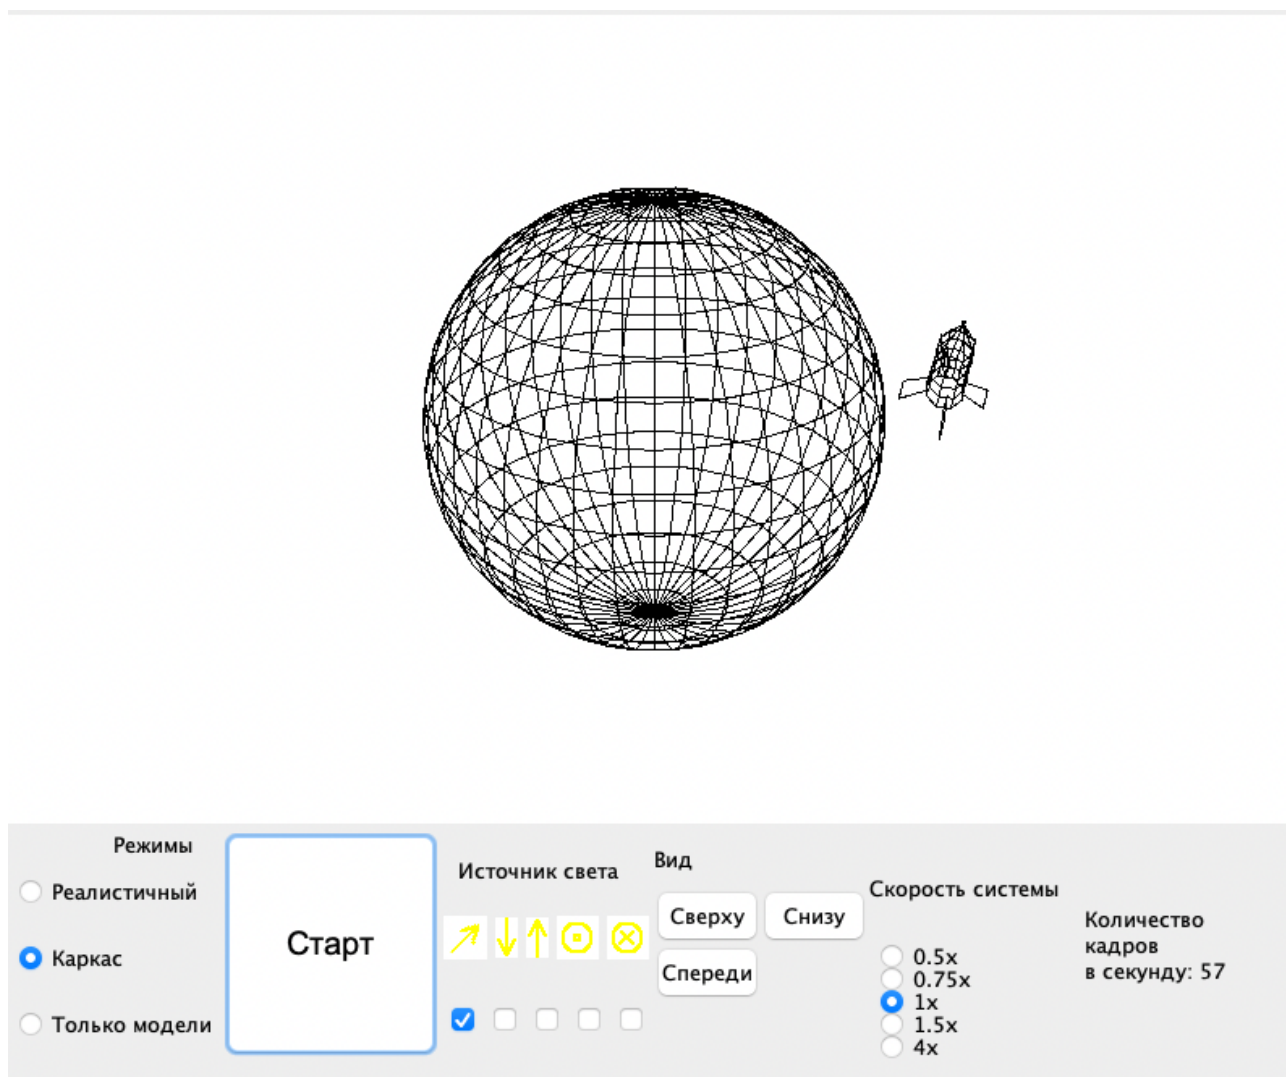 Режимы
Реалистичный
Каркас
Только модели
Старт
Источник света
Вид
Сверху
Снизу
Спереди
Скорость системы
0.5x
0.75x
1x
1.5x
4x
Количество
кадров
в секунду: 57